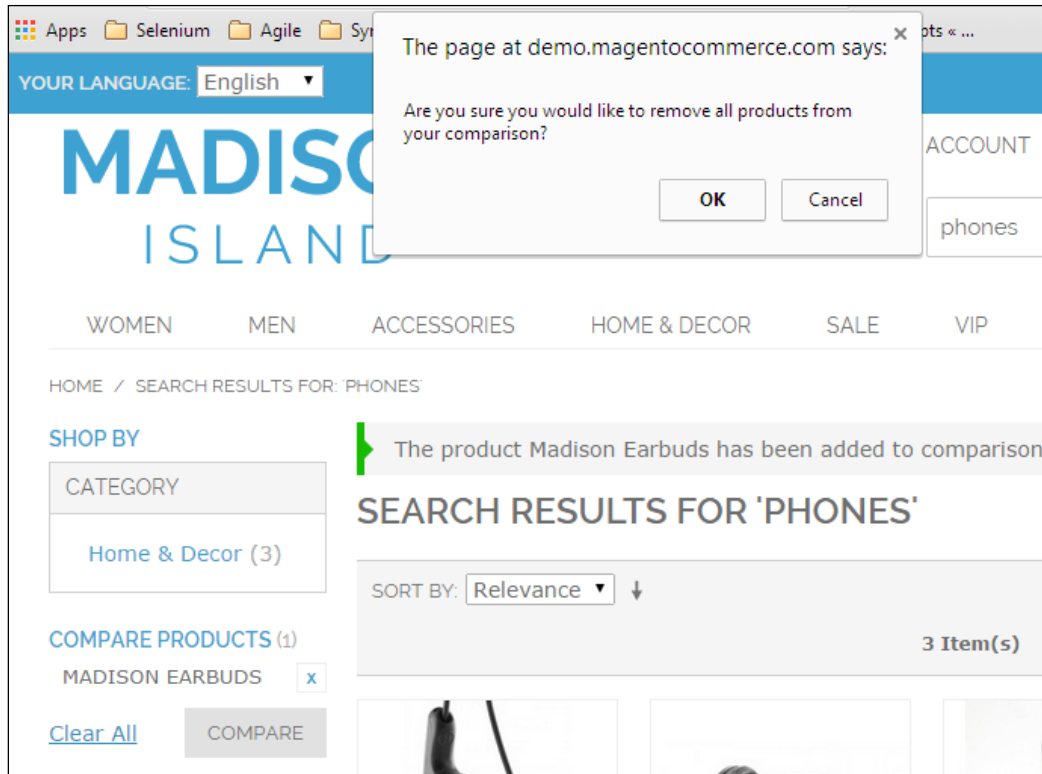 Apps Selenium Agile
The page at demo.magentocommerce.com says:
ots « ...
YOUR LANGUAGE: English
Are you sure you would like to remove all products from
your comparison?
OK Cancel
ACCOUNT
phones
ISLAND
WOMEN MEN ACCESSORIES HOME & DECOR SALE VIP
HOME / SEARCH RESULTS FOR: 'PHONES'
SHOP BY
The product Madison Earbuds has been added to comparison
CATEGORY
SEARCH RESULTS FOR 'PHONES'
Home & Decor (3)
SORT BY: Relevance
COMPARE PRODUCTS (1)
3 Item(s)
MADISON EARBUDS x
Clear All COMPARE